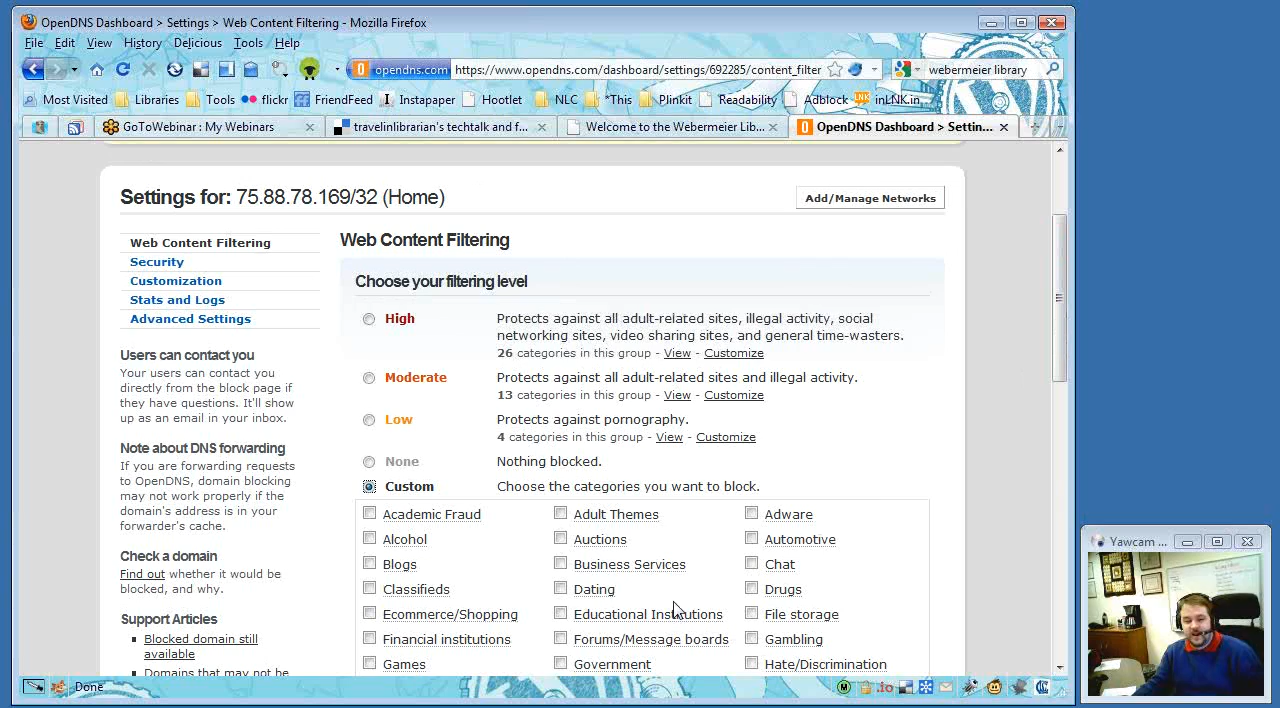 OpenDNS Dashboard > Settings > Web Content Filtering - Mozilla Firefox
File Edit View History Delicious Tools Help
opendns.com https://www.opendns.com/dashboard/settings/692285/content_filter webermeier library
Most Visited Libraries Tools flickr FriendFeed Instapaper Hootlet NLC *This Plinkit Readability Adblock inLNK.in
GoToWebinar : My Webinars travelinlibrarian's techtalk and f... Welcome to the Webermeier Lib... OpenDNS Dashboard > Settin...
Settings for: 75.88.78.169/32 (Home)
Add/Manage Networks
Web Content Filtering
Security
Customization
Stats and Logs
Advanced Settings
Users can contact you
Your users can contact you
directly from the block page if
they have questions. It'll show
up as an email in your inbox.
Note about DNS forwarding
If you are forwarding requests
to OpenDNS, domain blocking
may not work properly if the
domain's address is in your
forwarder's cache.
Check a domain
Find out whether it would be
blocked, and why.
Support Articles
Blocked domain still
available
Domains that may not
Web Content Filtering
Choose your filtering level
High Protects against all adult-related sites, illegal activity, social
networking sites, video sharing sites, and general time-wasters.
26 categories in this group - View - Customize
Moderate Protects against all adult-related sites and illegal activity.
13 categories in this group - View - Customize
Low Protects against pornography.
4 categories in this group - View - Customize
None Nothing blocked.
Custom Choose the categories you want to block.
Academic Fraud Adult Themes Adware
Alcohol Auctions Automotive
Blogs Business Services Chat
Classifieds Dating Drugs
Ecommerce/Shopping Educational Institutions File storage
Financial institutions Forums/Message boards Gambling
Games Government Hate/Discrimination
Done
.io
Yawcam ...